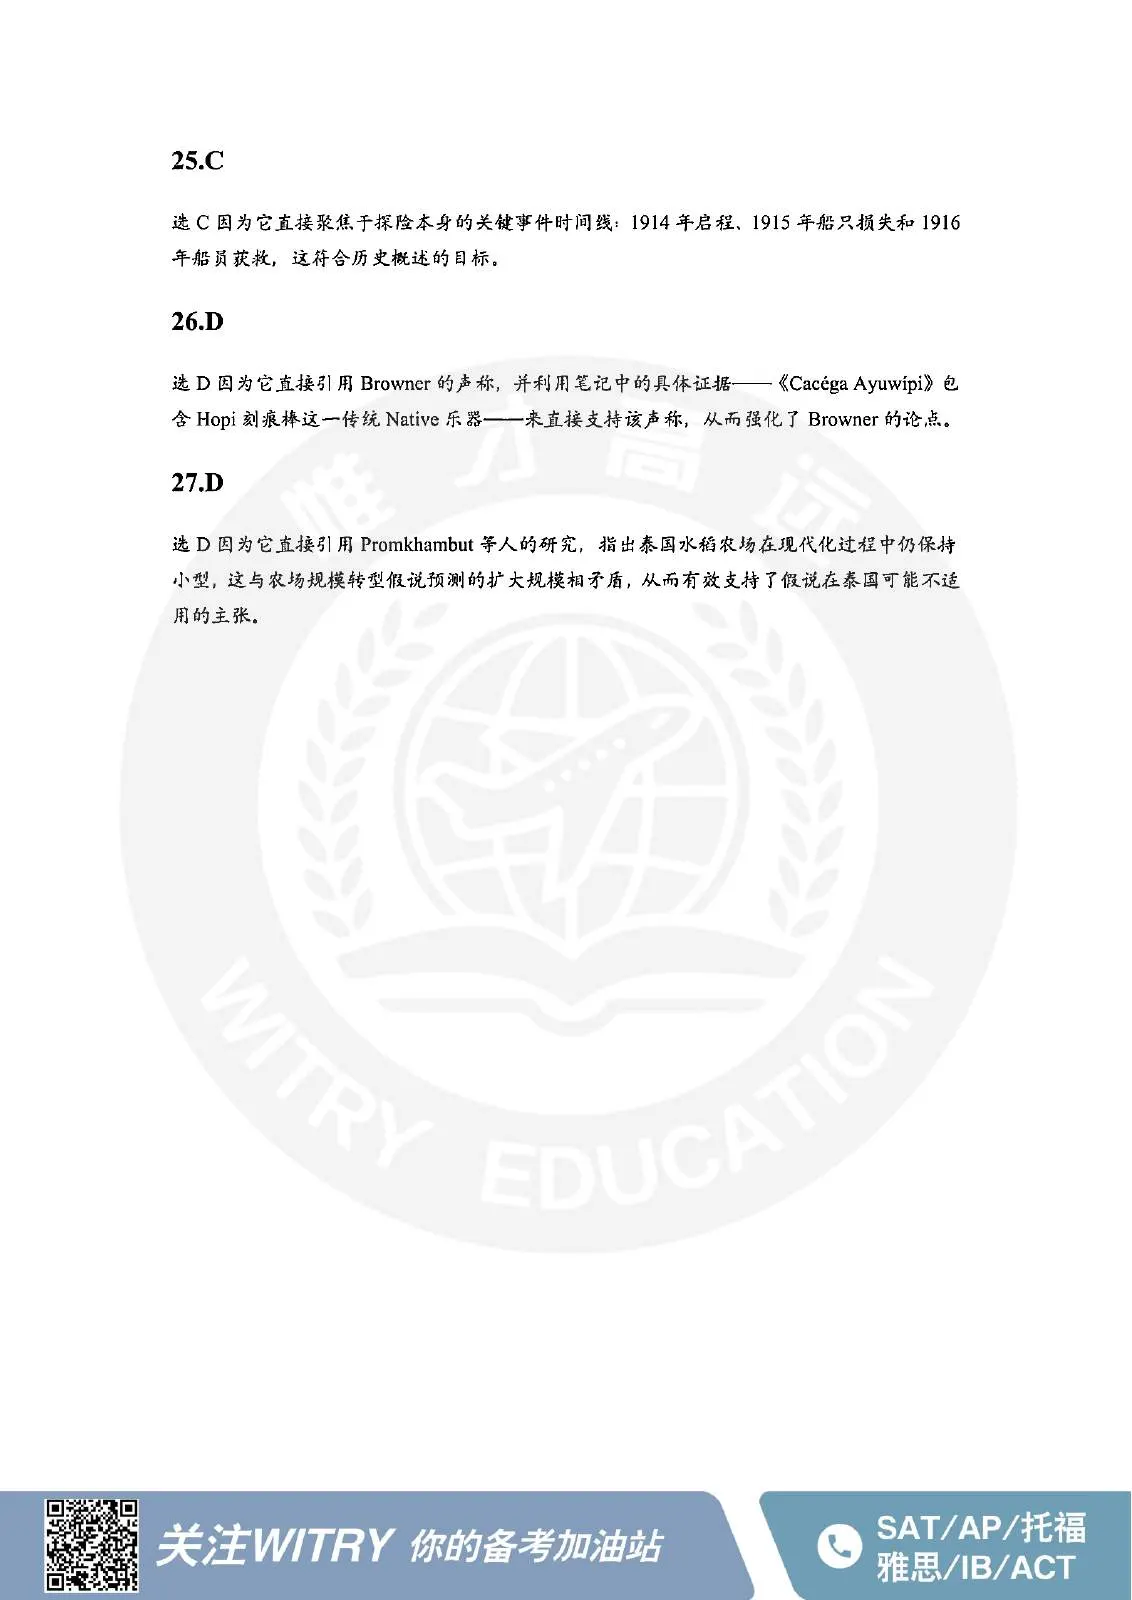 25.C
选 C 因为它直接聚焦于探险本身的关键事件时间线：1914 年启程、1915 年船只损失和 1916
年船员获救，这符合历史概述的目标。
26.D
选 D 因为它直接引用 Browner 的声称，并利用笔记中的具体证据——《Cacéga Ayuwípi》包
含 Hopi 刻痕棒这一传统 Native 乐器——来直接支持该声称，从而强化了 Browner 的论点。
惟才高远
27.D
选 D 因为它直接引用 Promkhambut 等人的研究，指出泰国水稻农场在现代化过程中仍保持
小型，这与农场规模转型假说预测的扩大规模相矛盾，从而有效支持了假说在泰国可能不适
用的主张。
WITRY EDUCATION
关注WITRY 你的备考加油站
SAT/AP/托福
雅思/IB/ACT